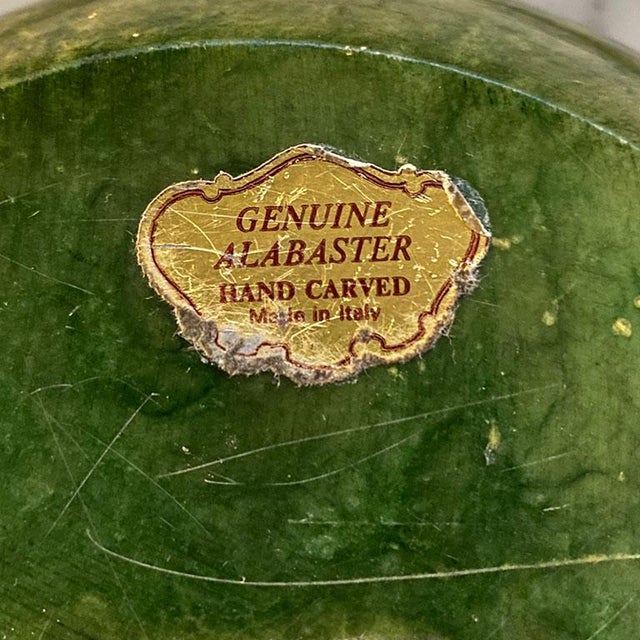 GENUINE
ALABASTER
HAND CARVED
Made in Italy